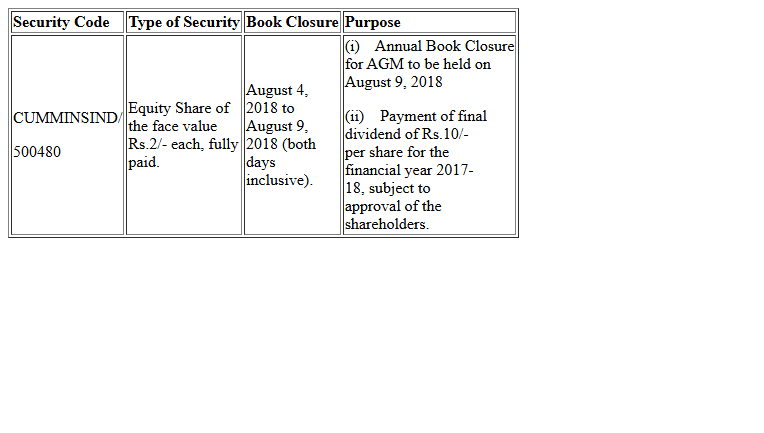 Security Code
Type of Security
Book Closure
Purpose
CUMMINSIND/
500480
Equity Share of
the face value
Rs.2/- each, fully
paid.
August 4,
2018 to
August 9,
2018 (both
days
inclusive).
(i) Annual Book Closure
for AGM to be held on
August 9, 2018
(ii) Payment of final
dividend of Rs.10/-
per share for the
financial year 2017-
18, subject to
approval of the
shareholders.